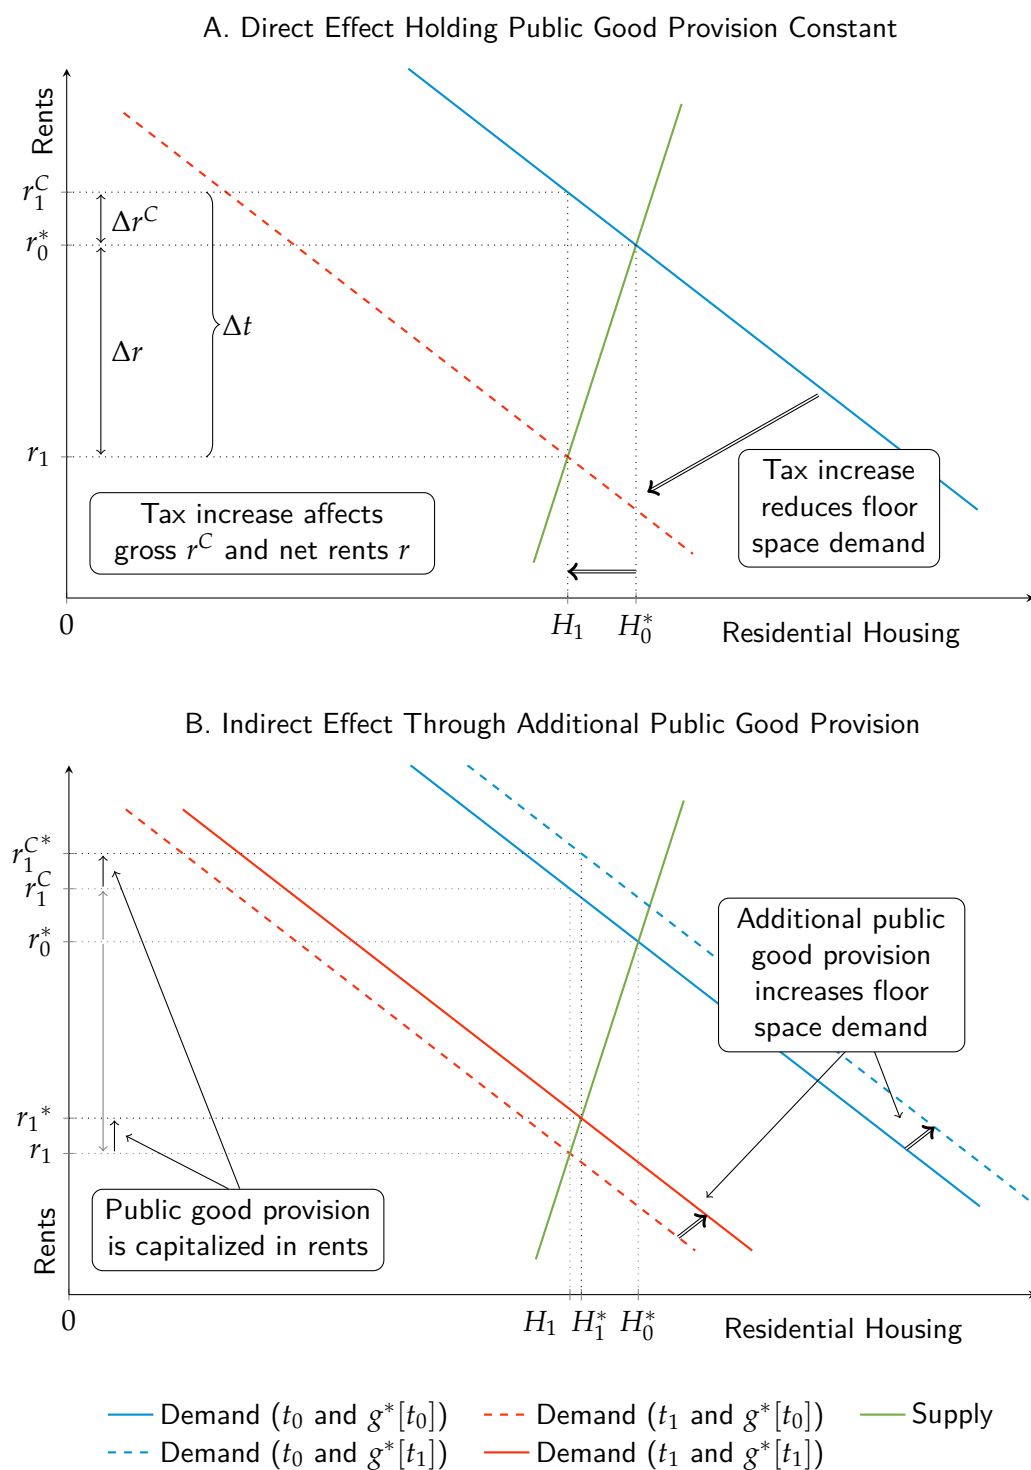 A. Direct Effect Holding Public Good Provision Constant
Rents
r₁ᶜ
Δrᶜ
r₀*
Δt
Δr
r₁
Tax increase
reduces floor
space demand
Tax increase affects
gross rᶜ and net rents r
0
H₁
H₀*
Residential Housing
B. Indirect Effect Through Additional Public Good Provision
r₁ᶜ*
r₁ᶜ
r₀*
Additional public
good provision
increases floor
space demand
r₁*
r₁
Public good provision
is capitalized in rents
Rents
0
H₁
H₁*
H₀*
Residential Housing
Demand (t₀ and g*[t₀])
Demand (t₁ and g*[t₀])
Supply
Demand (t₀ and g*[t₁])
Demand (t₁ and g*[t₁])